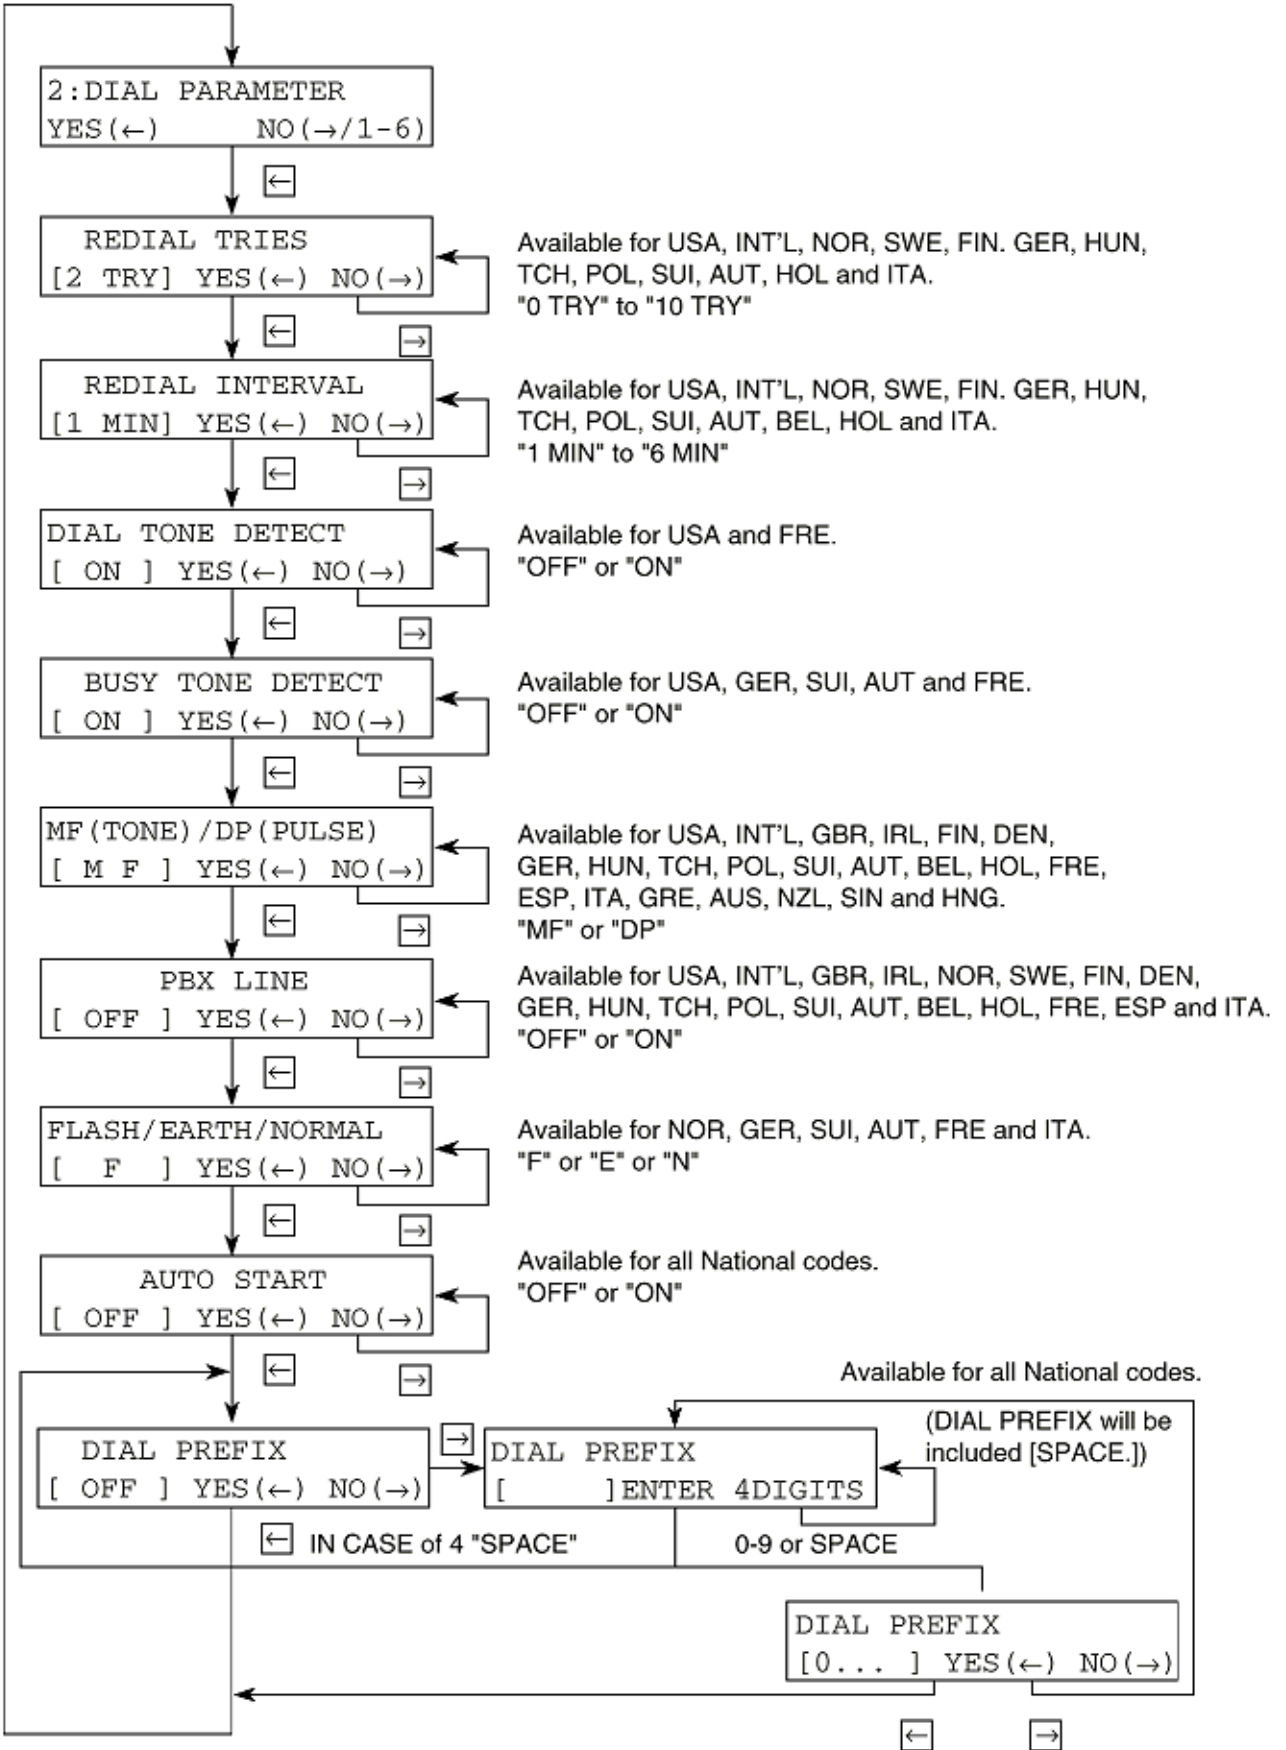 2:DIAL PARAMETER
YES(←) NO(→/1-6)
←
REDIAL TRIES
[2 TRY] YES(←) NO(→)
Available for USA, INT'L, NOR, SWE, FIN. GER, HUN,
TCH, POL, SUI, AUT, HOL and ITA.
"0 TRY" to "10 TRY"
← →
REDIAL INTERVAL
[1 MIN] YES(←) NO(→)
Available for USA, INT'L, NOR, SWE, FIN. GER, HUN,
TCH, POL, SUI, AUT, BEL, HOL and ITA.
"1 MIN" to "6 MIN"
← →
DIAL TONE DETECT
[ ON ] YES(←) NO(→)
Available for USA and FRE.
"OFF" or "ON"
← →
BUSY TONE DETECT
[ ON ] YES(←) NO(→)
Available for USA, GER, SUI, AUT and FRE.
"OFF" or "ON"
← →
MF(TONE)/DP(PULSE)
[ M F ] YES(←) NO(→)
Available for USA, INT'L, GBR, IRL, FIN, DEN,
GER, HUN, TCH, POL, SUI, AUT, BEL, HOL, FRE,
ESP, ITA, GRE, AUS, NZL, SIN and HNG.
"MF" or "DP"
← →
PBX LINE
[ OFF ] YES(←) NO(→)
Available for USA, INT'L, GBR, IRL, NOR, SWE, FIN, DEN,
GER, HUN, TCH, POL, SUI, AUT, BEL, HOL, FRE, ESP and ITA.
"OFF" or "ON"
← →
FLASH/EARTH/NORMAL
[ F ] YES(←) NO(→)
Available for NOR, GER, SUI, AUT, FRE and ITA.
"F" or "E" or "N"
← →
AUTO START
[ OFF ] YES(←) NO(→)
Available for all National codes.
"OFF" or "ON"
← →
Available for all National codes.
(DIAL PREFIX will be
included [SPACE.])
DIAL PREFIX
[ OFF ] YES(←) NO(→)
→
DIAL PREFIX
[ ]ENTER 4DIGITS
← IN CASE of 4 "SPACE"
0-9 or SPACE
DIAL PREFIX
[0... ] YES(←) NO(→)
← →